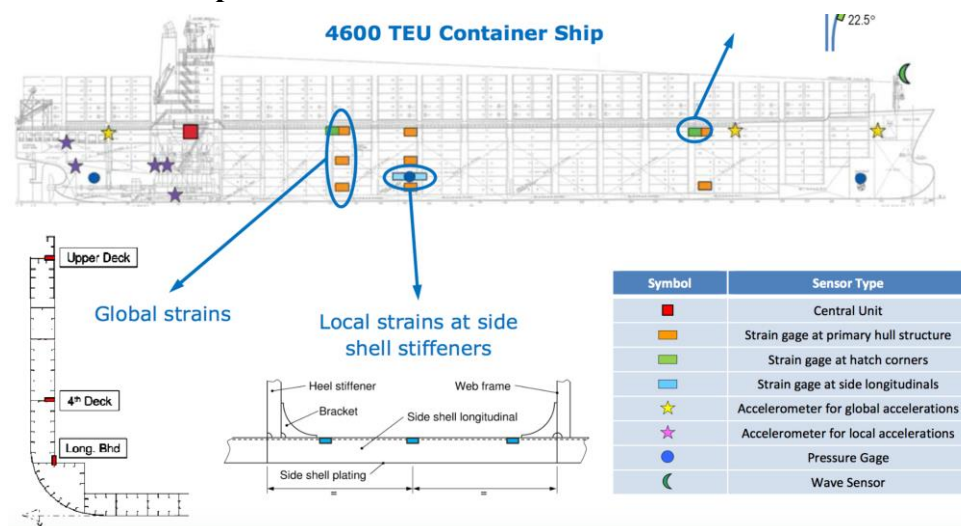 4600 TEU Container Ship
22.5°
Upper Deck
4th Deck
Long. Bhd
Global strains
Local strains at side
shell stiffeners
Heel stiffener
Web frame
Bracket
Side shell longitudinal
Side shell plating
=
=
Symbol Sensor Type
Central Unit
Strain gage at primary hull structure
Strain gage at hatch corners
Strain gage at side longitudinals
Accelerometer for global accelerations
Accelerometer for local accelerations
Pressure Gage
Wave Sensor